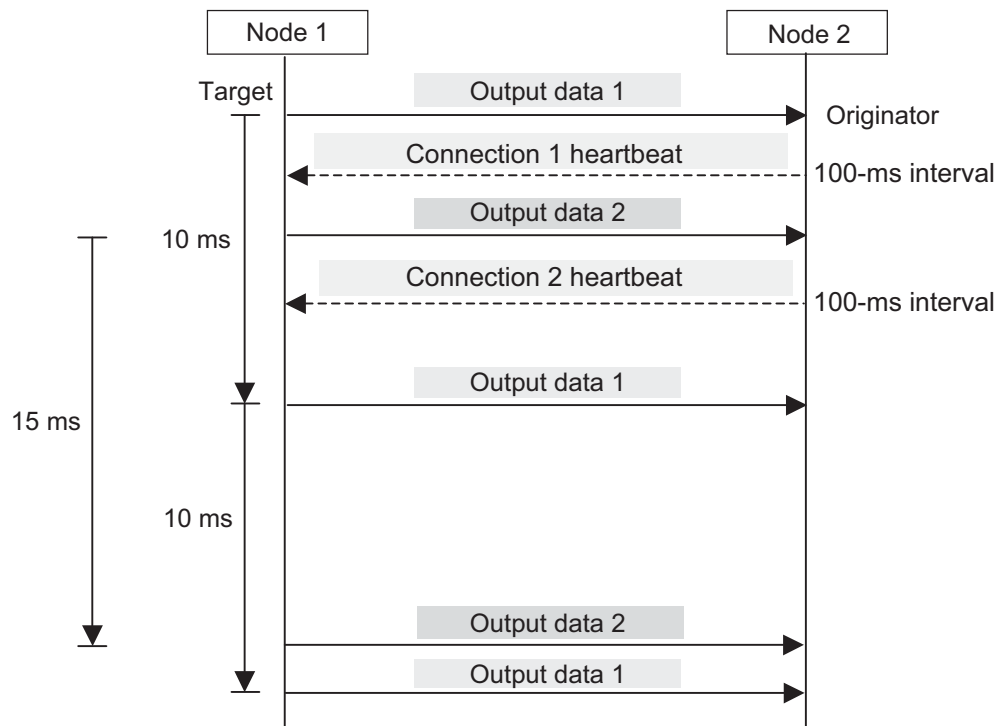 Node 1
Node 2
Target
Output data 1
Originator
Connection 1 heartbeat
100-ms interval
Output data 2
10 ms
Connection 2 heartbeat
100-ms interval
Output data 1
15 ms
10 ms
Output data 2
Output data 1